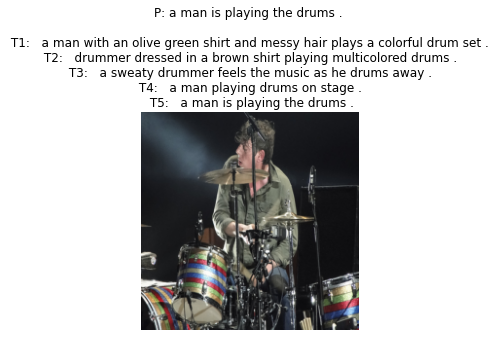 P: a man is playing the drums .
T1: a man with an olive green shirt and messy hair plays a colorful drum set .
T2: drummer dressed in a brown shirt playing multicolored drums .
T3: a sweaty drummer feels the music as he drums away .
T4: a man playing drums on stage .
T5: a man is playing the drums .